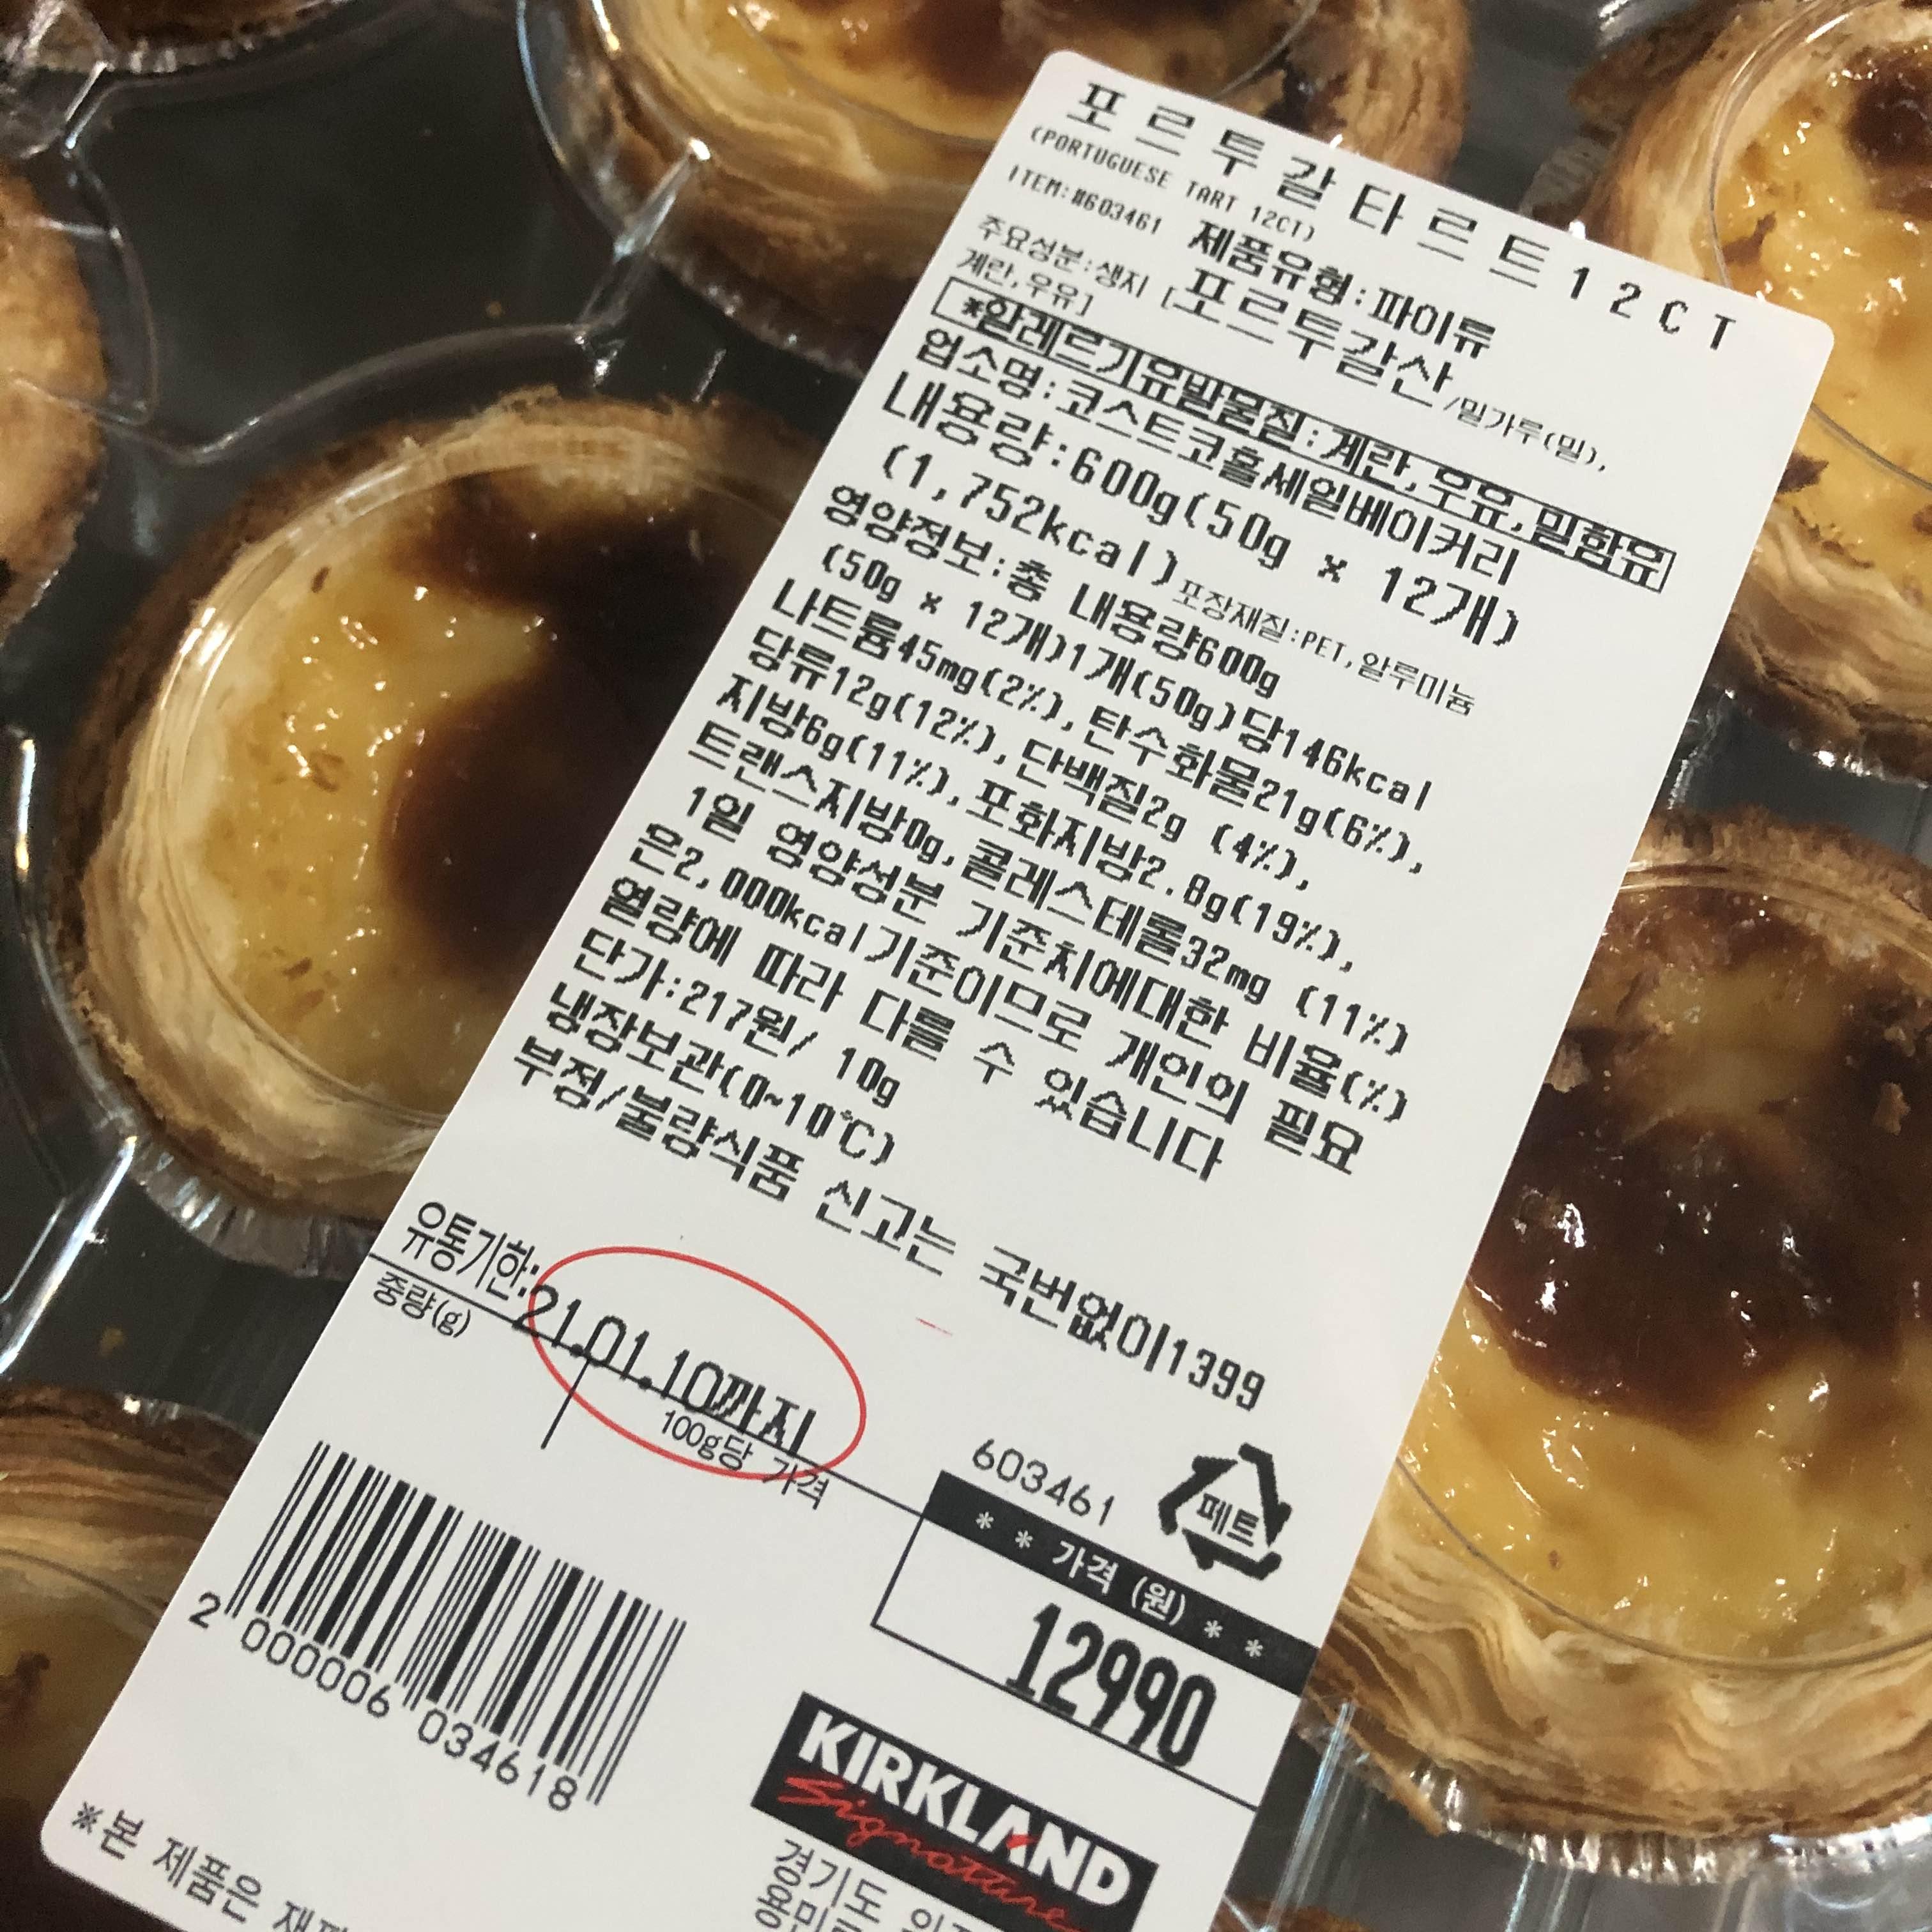 포르투갈타르트12CT
(PORTUGUESE TART 12CT)
ITEM:#603461 제품유형:파이류
주요성분:생지 [포르투갈산/밀가루(밀),
계란,우유]
*알레르기유발물질:계란,우유,밀함유
업소명:코스트코홀세일베이커리
내용량:600g(50g x 12개)
(1,752kcal)포장재질:PET,알루미늄
영양정보:총 내용량600g
(50g x 12개)1개(50g)당146kcal
나트륨45mg(2%),탄수화물21g(6%),
당류12g(12%),단백질2g (4%),
지방6g(11%),포화지방2.8g(19%),
트랜스지방0g,콜레스테롤32mg (11%)
1일 영양성분 기준치에대한 비율(%)
은2,000kcal기준이므로 개인의 필요
열량에 따라 다를 수 있습니다
단가:217원/ 10g
냉장보관(0~10℃)
부정/불량식품 신고는 국번없이1399
유통기한:21.01.10까지
중량(g)
100g당 가격
603461
페트
* * 가격 (원) * *
12990
2 000006 034618
KIRKLAND
Signature
경기도
※본 제품은